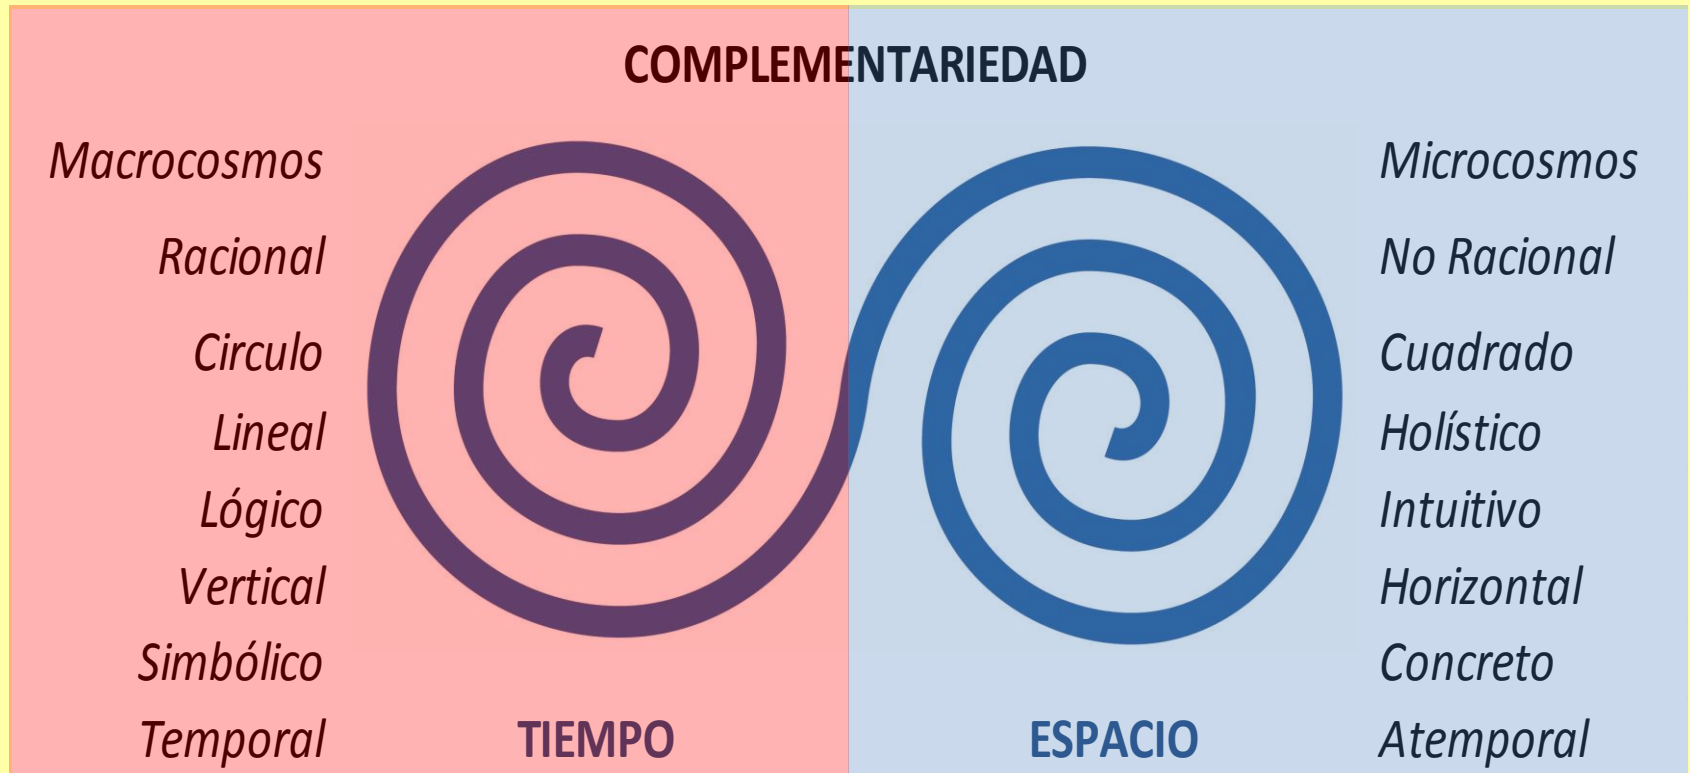 COMPLEMENTARIEDAD
Macrocosmos Microcosmos
Racional No Racional
Circulo Cuadrado
Lineal Holístico
Lógico Intuitivo
Vertical Horizontal
Simbólico Concreto
Temporal TIEMPO ESPACIO Atemporal